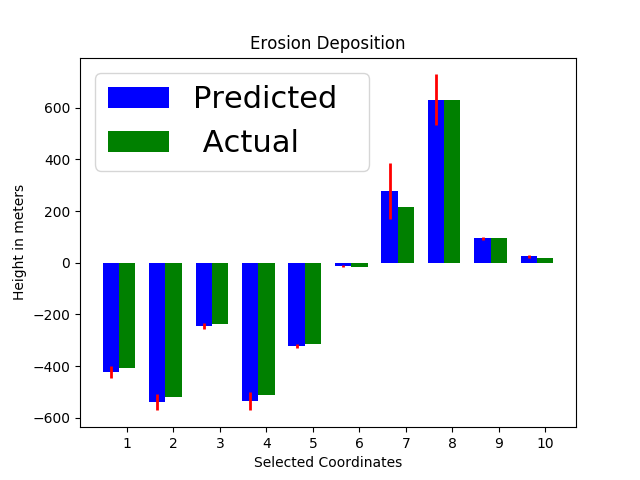 Erosion Deposition
Predicted
Actual
Height in meters
600
400
200
0
−200
−400
−600
1 2 3 4 5 6 7 8 9 10
Selected Coordinates